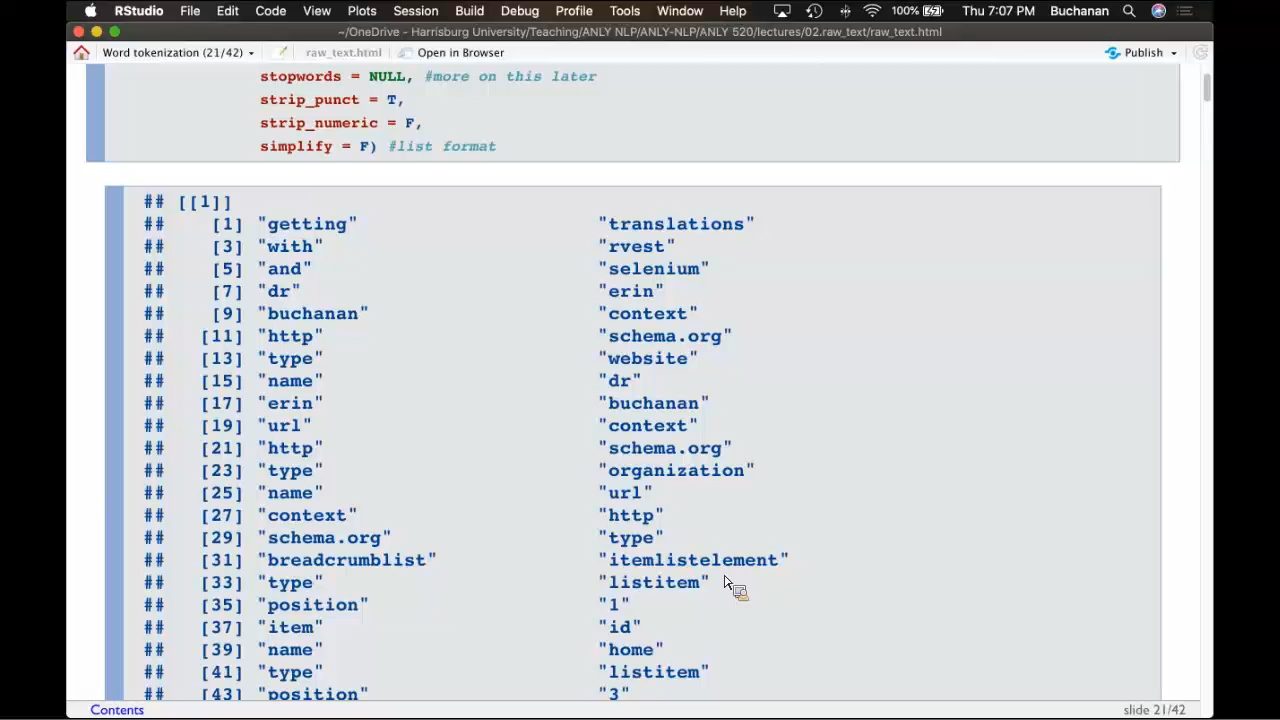 RStudio File Edit Code View Plots Session Build Debug Profile Tools Window Help 100% Thu 7:07 PM Buchanan
~/OneDrive - Harrisburg University/Teaching/ANLY NLP/ANLY-NLP/ANLY 520/lectures/02.raw_text/raw_text.html
Word tokenization (21/42) raw_text.html Open in Browser Publish
stopwords = NULL, #more on this later
strip_punct = T,
strip_numeric = F,
simplify = F) #list format
## [[1]]
## [1] "getting" "translations"
## [3] "with" "rvest"
## [5] "and" "selenium"
## [7] "dr" "erin"
## [9] "buchanan" "context"
## [11] "http" "schema.org"
## [13] "type" "website"
## [15] "name" "dr"
## [17] "erin" "buchanan"
## [19] "url" "context"
## [21] "http" "schema.org"
## [23] "type" "organization"
## [25] "name" "url"
## [27] "context" "http"
## [29] "schema.org" "type"
## [31] "breadcrumblist" "itemlistelement"
## [33] "type" "listitem"
## [35] "position" "1"
## [37] "item" "id"
## [39] "name" "home"
## [41] "type" "listitem"
## [43] "position" "3"
Contents slide 21/42